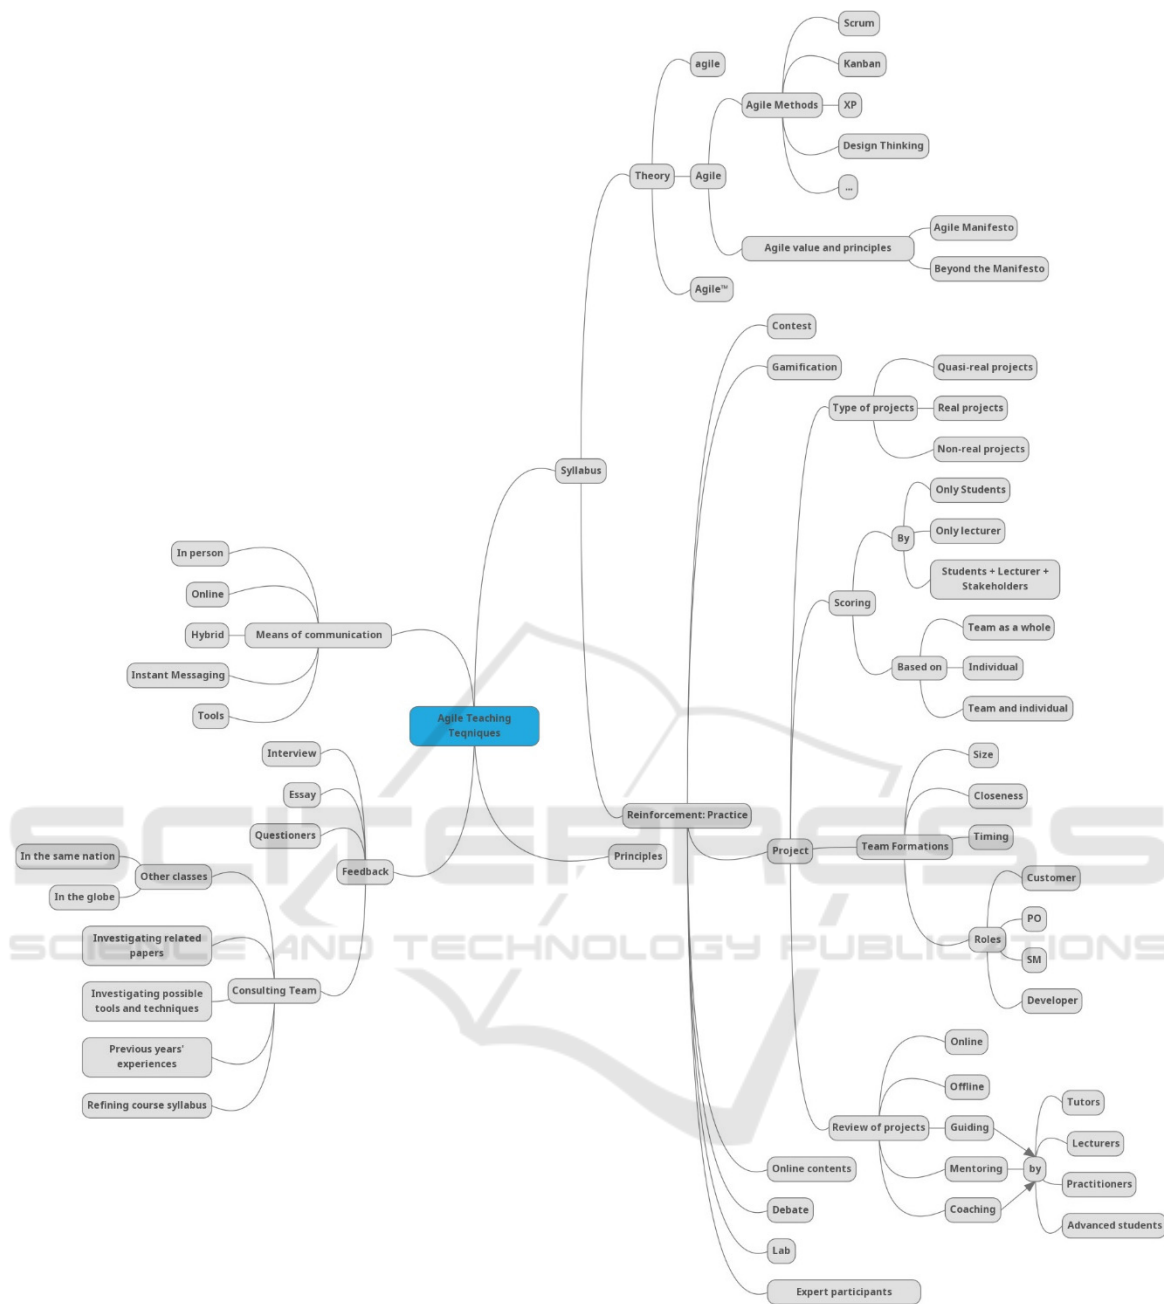 Scrum
Kanban
XP
Design Thinking
...
Agile Methods
agile
Theory
Agile
Agile value and principles
Agile Manifesto
Beyond the Manifesto
Agile™
Syllabus
Contest
Gamification
Type of projects
Quasi-real projects
Real projects
Non-real projects
Only Students
By
Only lecturer
Students + Lecturer +
Stakeholders
Scoring
Team as a whole
Based on
Individual
Team and individual
In person
Online
Hybrid
Means of communication
Instant Messaging
Tools
Agile Teaching
Teqniques
Interview
Essay
Questioners
Feedback
In the same nation
Other classes
In the globe
Investigating related
papers
Consulting Team
Investigating possible
tools and techniques
Previous years'
experiences
Refining course syllabus
Reinforcement: Practice
Principles
Project
Size
Closeness
Team Formations
Timing
Customer
PO
Roles
SM
Developer
Online
Offline
Review of projects
Guiding
Mentoring
Coaching
by
Tutors
Lecturers
Practitioners
Advanced students
Online contents
Debate
Lab
Expert participants
SCITEPRESS
SCIENCE AND TECHNOLOGY PUBLICATIONS